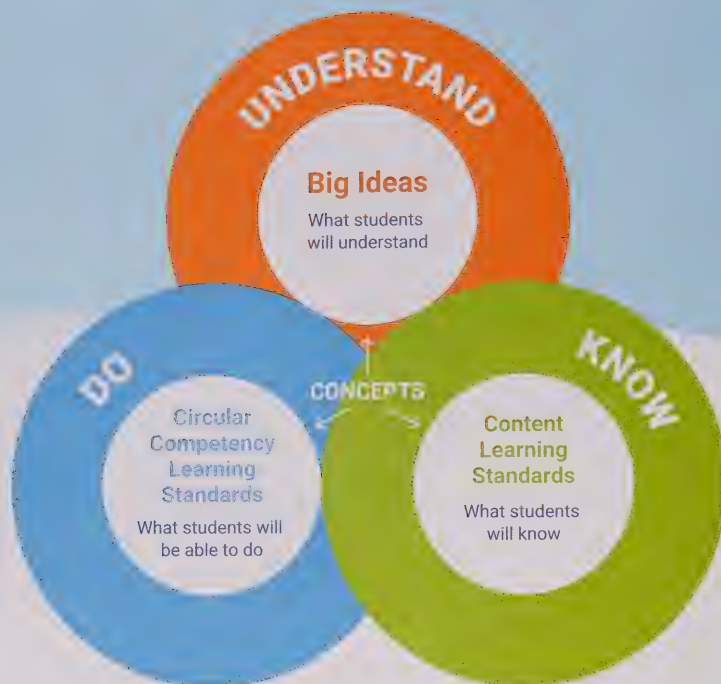 UNDERSTAND
Big Ideas
What students
will understand
DO
KNOW
CONCEPTS
Circular
Competency
Learning
Standards
What students will
be able to do
Content
Learning
Standards
What students
will know